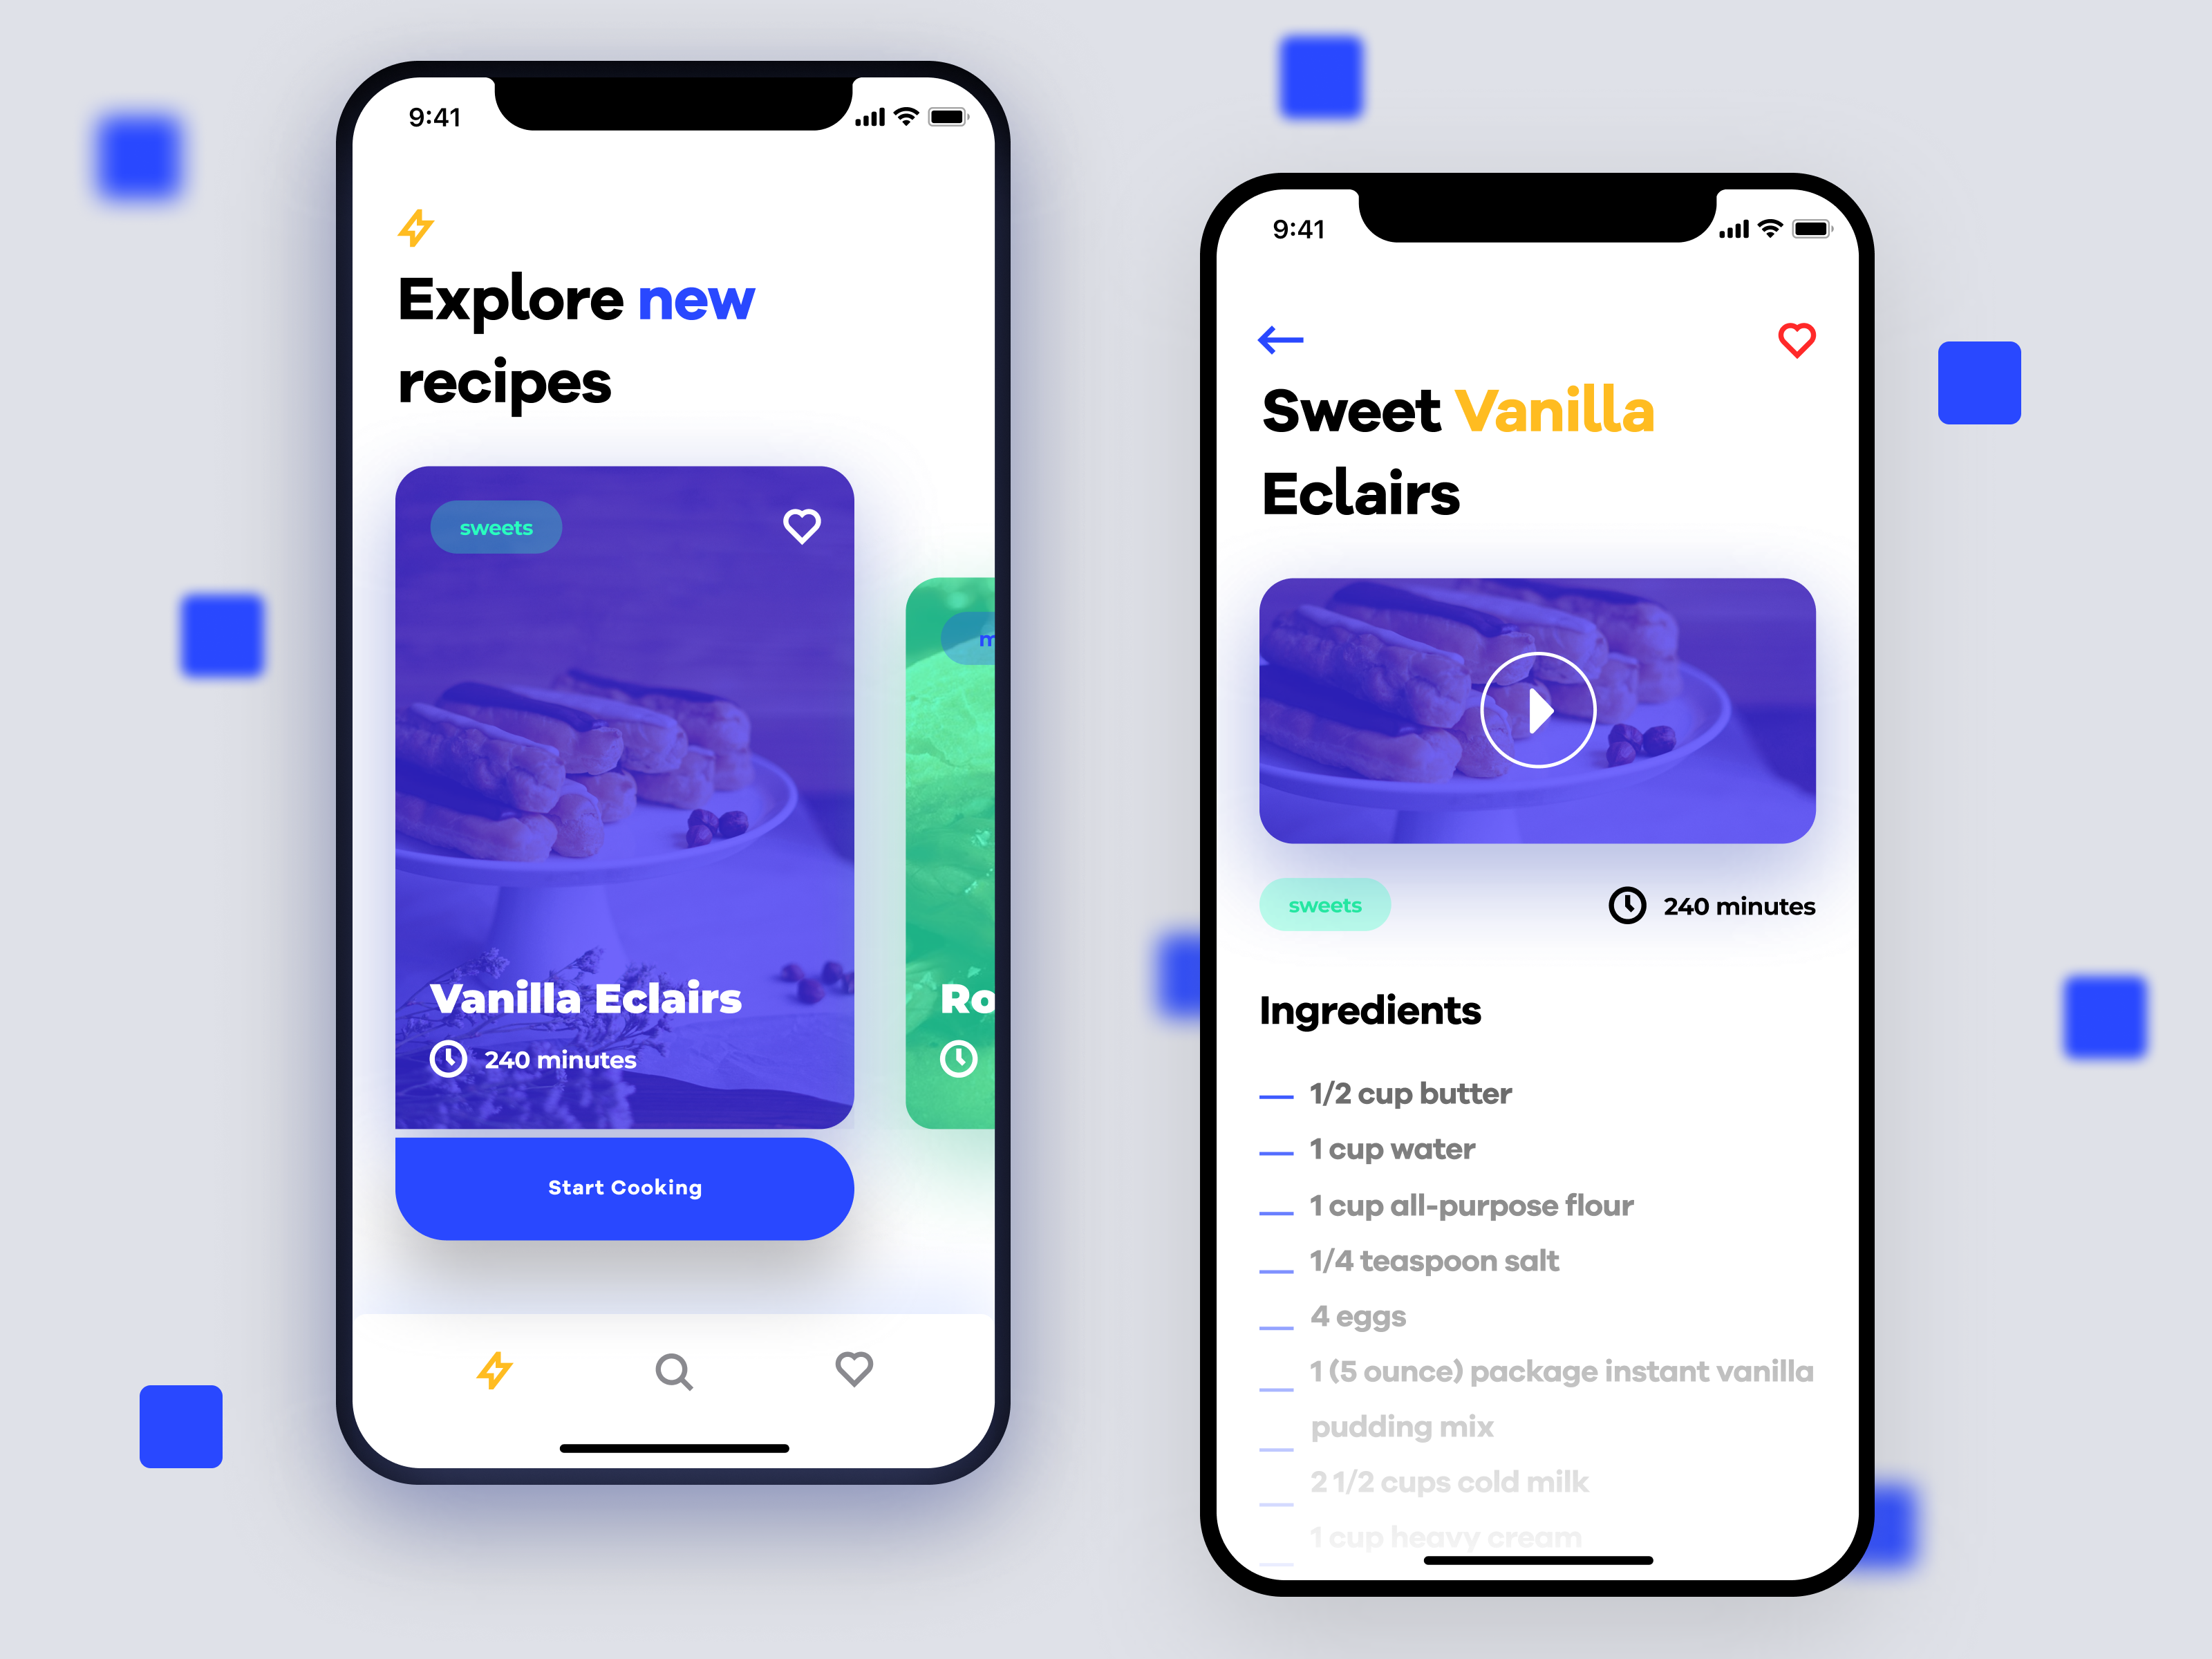 9:41
Explore new
recipes
sweets
Vanilla Eclairs
240 minutes
Ro
Start Cooking
9:41
Sweet Vanilla
Eclairs
sweets
240 minutes
Ingredients
1/2 cup butter
1 cup water
1 cup all-purpose flour
1/4 teaspoon salt
4 eggs
1 (5 ounce) package instant vanilla
pudding mix
2 1/2 cups cold milk
1 cup heavy cream